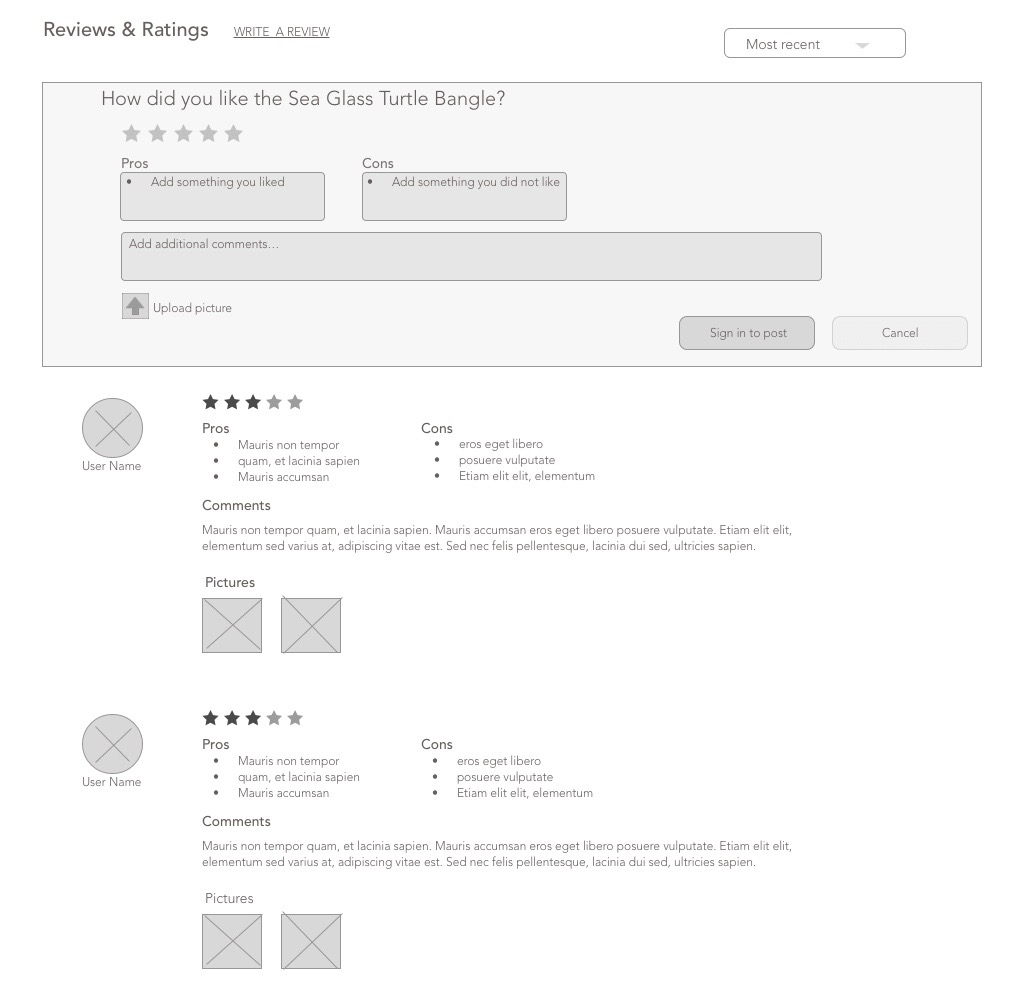 Reviews & Ratings WRITE A REVIEW
Most recent
How did you like the Sea Glass Turtle Bangle?
Pros Cons
• Add something you liked • Add something you did not like
Add additional comments...
Upload picture
Sign in to post Cancel
User Name
Pros Cons
• Mauris non tempor • eros eget libero
• quam, et lacinia sapien • posuere vulputate
• Mauris accumsan • Etiam elit elit, elementum
Comments
Mauris non tempor quam, et lacinia sapien. Mauris accumsan eros eget libero posuere vulputate. Etiam elit elit,
elementum sed varius at, adipiscing vitae est. Sed nec felis pellentesque, lacinia dui sed, ultricies sapien.
Pictures
User Name
Pros Cons
• Mauris non tempor • eros eget libero
• quam, et lacinia sapien • posuere vulputate
• Mauris accumsan • Etiam elit elit, elementum
Comments
Mauris non tempor quam, et lacinia sapien. Mauris accumsan eros eget libero posuere vulputate. Etiam elit elit,
elementum sed varius at, adipiscing vitae est. Sed nec felis pellentesque, lacinia dui sed, ultricies sapien.
Pictures